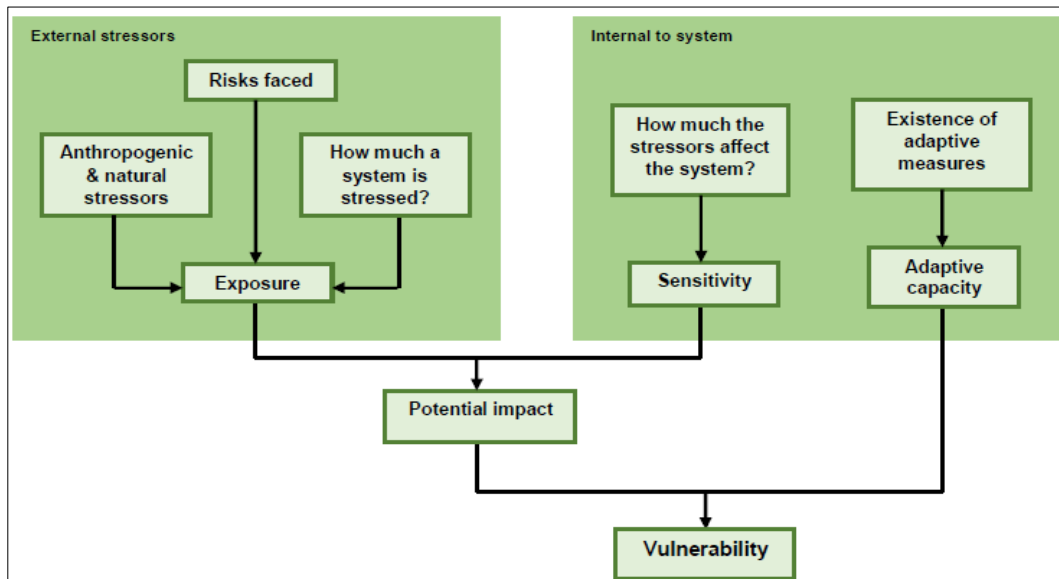 External stressors
Risks faced
Anthropogenic
& natural
stressors
How much a
system is
stressed?
Exposure
Internal to system
How much the
stressors affect
the system?
Existence of
adaptive
measures
Sensitivity
Adaptive
capacity
Potential impact
Vulnerability